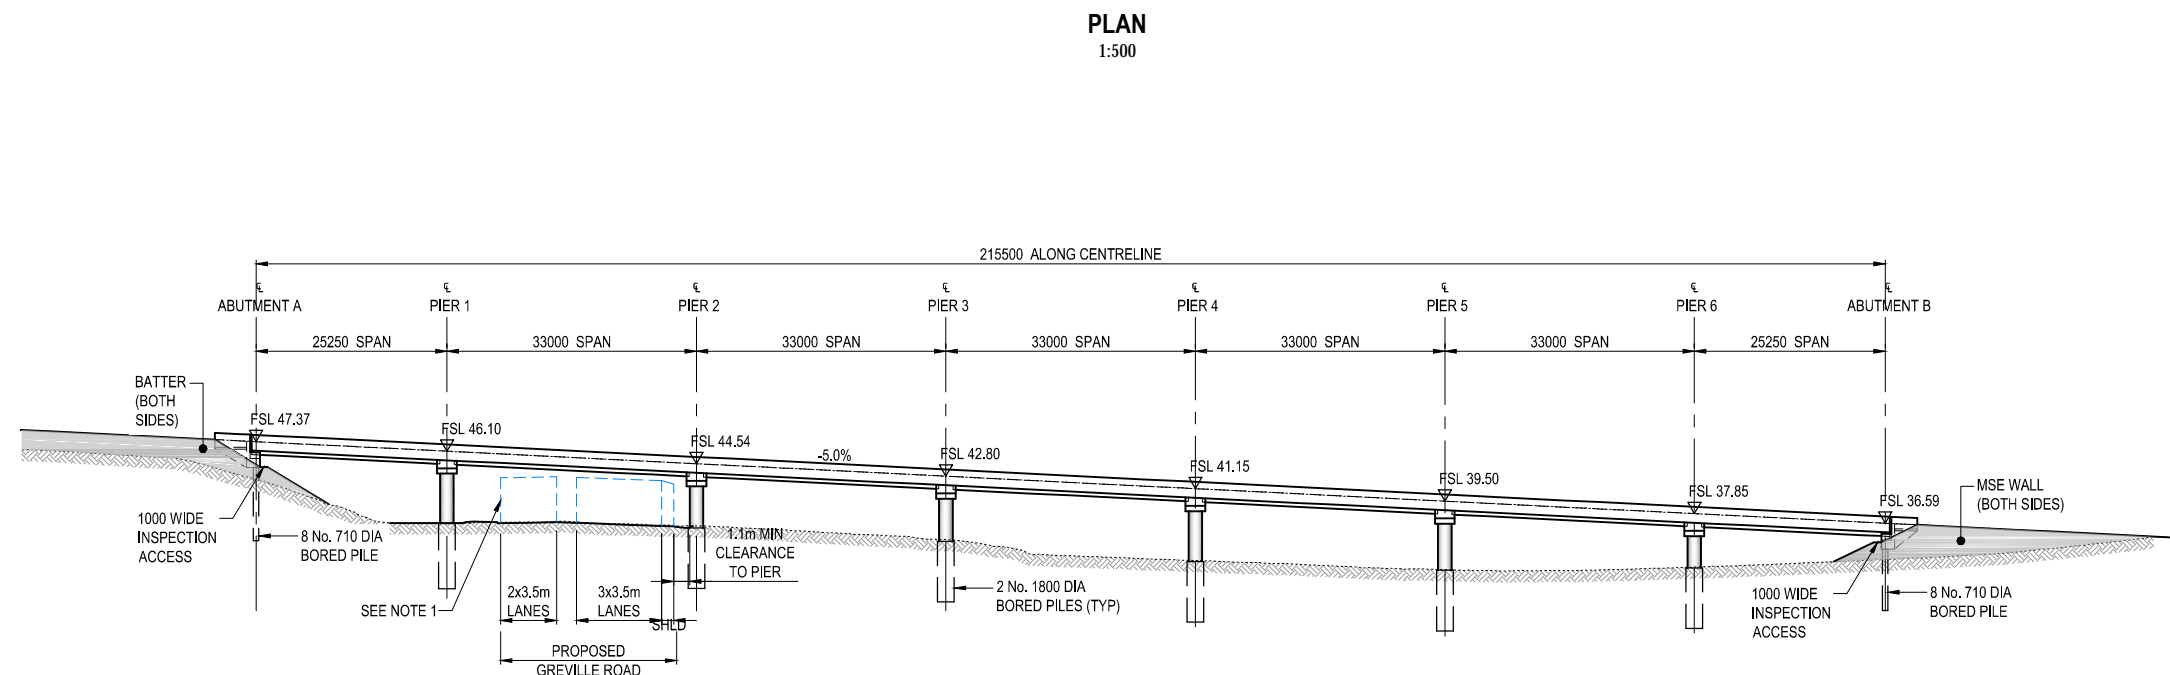 PLAN
1:500
215500 ALONG CENTRELINE
℄
ABUTMENT A
℄
PIER 1
℄
PIER 2
℄
PIER 3
℄
PIER 4
℄
PIER 5
℄
PIER 6
℄
ABUTMENT B
25250 SPAN
33000 SPAN
33000 SPAN
33000 SPAN
33000 SPAN
33000 SPAN
25250 SPAN
BATTER
(BOTH
SIDES)
FSL 47.37
FSL 46.10
FSL 44.54
-5.0%
FSL 42.80
FSL 41.15
FSL 39.50
FSL 37.85
FSL 36.59
MSE WALL
(BOTH SIDES)
1000 WIDE
INSPECTION
ACCESS
8 No. 710 DIA
BORED PILE
1.1m MIN
CLEARANCE
TO PIER
SEE NOTE 1
2x3.5m
LANES
3x3.5m
LANES
SHLD
2 No. 1800 DIA
BORED PILES (TYP)
1000 WIDE
INSPECTION
ACCESS
8 No. 710 DIA
BORED PILE
PROPOSED
GREVILLE ROAD